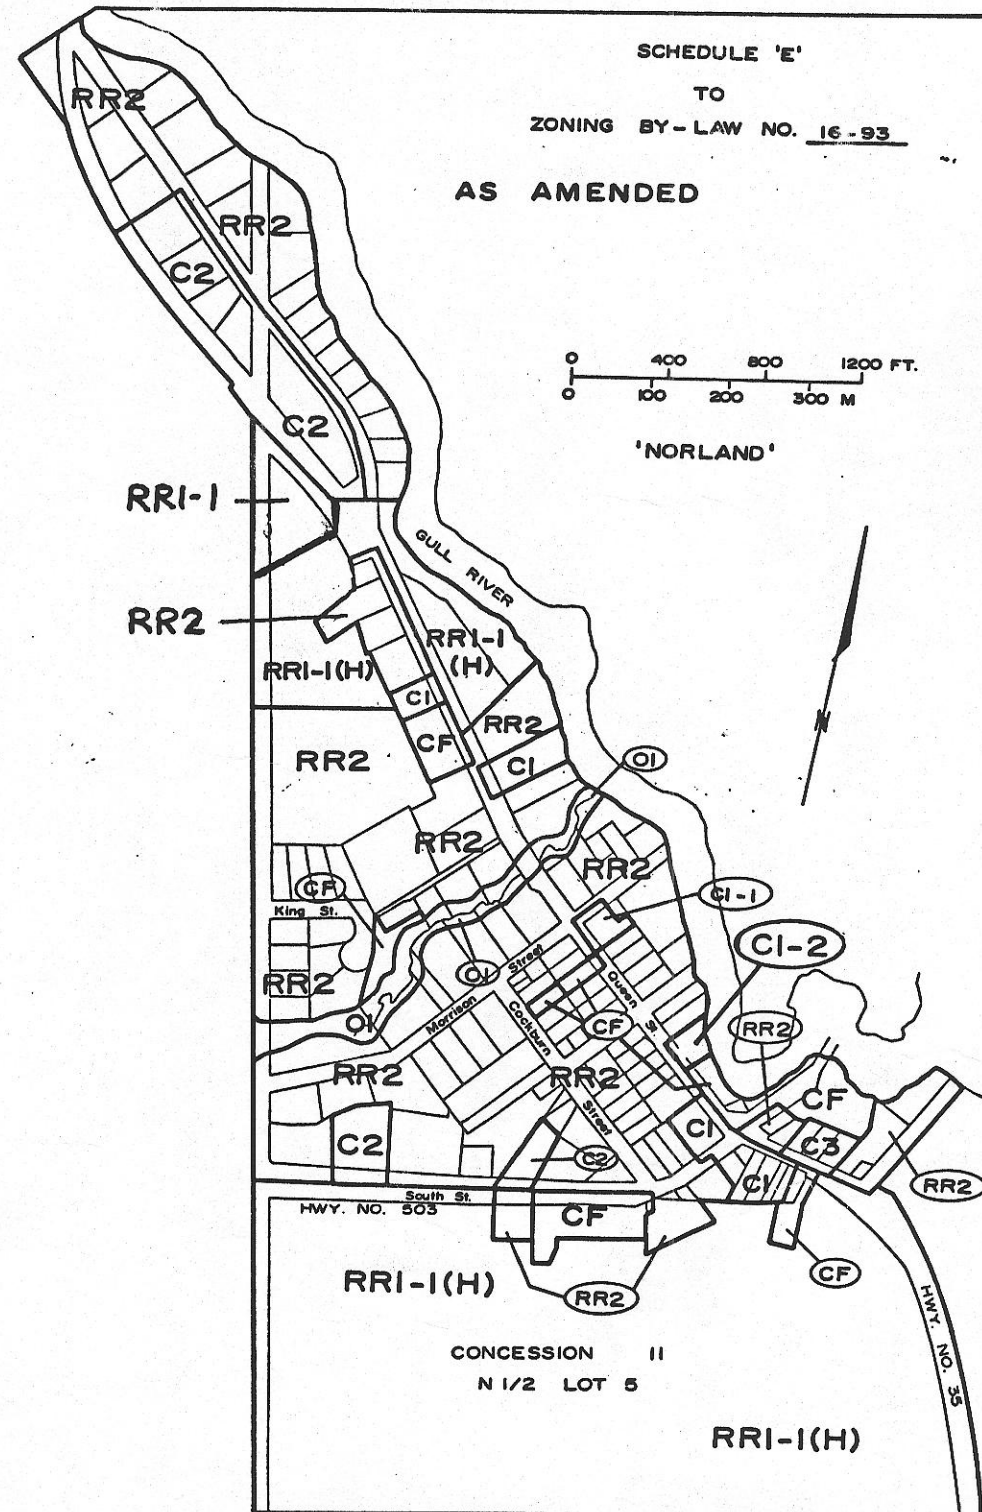 SCHEDULE 'E'
TO
ZONING BY-LAW NO. 16-93
AS AMENDED
RR2
RR2
C2
0 400 800 1200 FT.
0 100 200 300 M
C2
'NORLAND'
RR1-1
GULL RIVER
RR2
RR1-1
(H)
RR1-1(H)
C1
RR2
CF
RR2
C1
O1
RR2
RR2
CF
C1-1
King St.
C1-2
RR2
O1
Morrison Street
Queen St.
CF
O1
Cockburn Street
RR2
RR2
RR2
CF
C2
C1
C3
C2
C1
RR2
South St.
HWY. NO. 503
CF
CF
RR1-1(H)
RR2
HWY. NO. 35
CONCESSION 11
N 1/2 LOT 5
RR1-1(H)
N